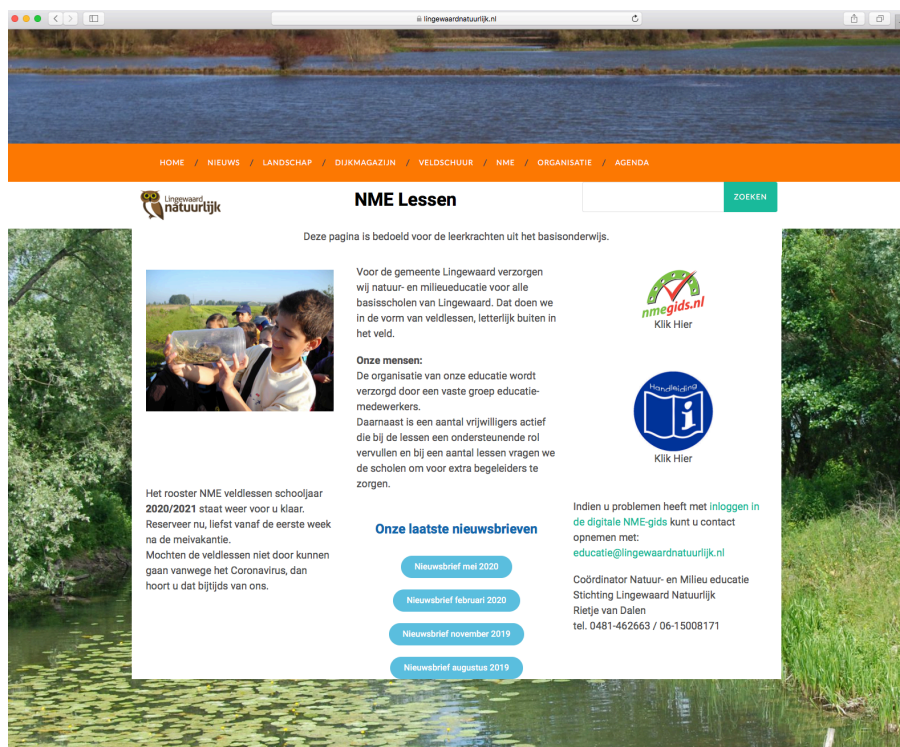 lingewaardnatuurlijk.nl
HOME / NIEUWS / LANDSCHAP / DIJKMAGAZIJN / VELDSCHUUR / NME / ORGANISATIE / AGENDA
Lingewaard
natuurlijk
NME Lessen
ZOEKEN
Deze pagina is bedoeld voor de leerkrachten uit het basisonderwijs.
Voor de gemeente Lingewaard verzorgen
wij natuur- en milieueducatie voor alle
basisscholen van Lingewaard. Dat doen we
in de vorm van veldlessen, letterlijk buiten in
het veld.
Onze mensen:
De organisatie van onze educatie wordt
verzorgd door een vaste groep educatie-
medewerkers.
Daarnaast is een aantal vrijwilligers actief
die bij de lessen een ondersteunende rol
vervullen en bij een aantal lessen vragen we
de scholen om voor extra begeleiders te
zorgen.
nmegids.nl
Klik Hier
Handleiding
i
Klik Hier
Het rooster NME veldlessen schooljaar
2020/2021 staat weer voor u klaar.
Reserveer nu, liefst vanaf de eerste week
na de meivakantie.
Mochten de veldlessen niet door kunnen
gaan vanwege het Coronavirus, dan
hoort u dat bijtijds van ons.
Onze laatste nieuwsbrieven
Nieuwsbrief mei 2020
Nieuwsbrief februari 2020
Nieuwsbrief november 2019
Nieuwsbrief augustus 2019
Indien u problemen heeft met inloggen in
de digitale NME-gids kunt u contact
opnemen met:
educatie@lingewaardnatuurlijk.nl
Coördinator Natuur- en Milieu educatie
Stichting Lingewaard Natuurlijk
Rietje van Dalen
tel. 0481-462663 / 06-15008171